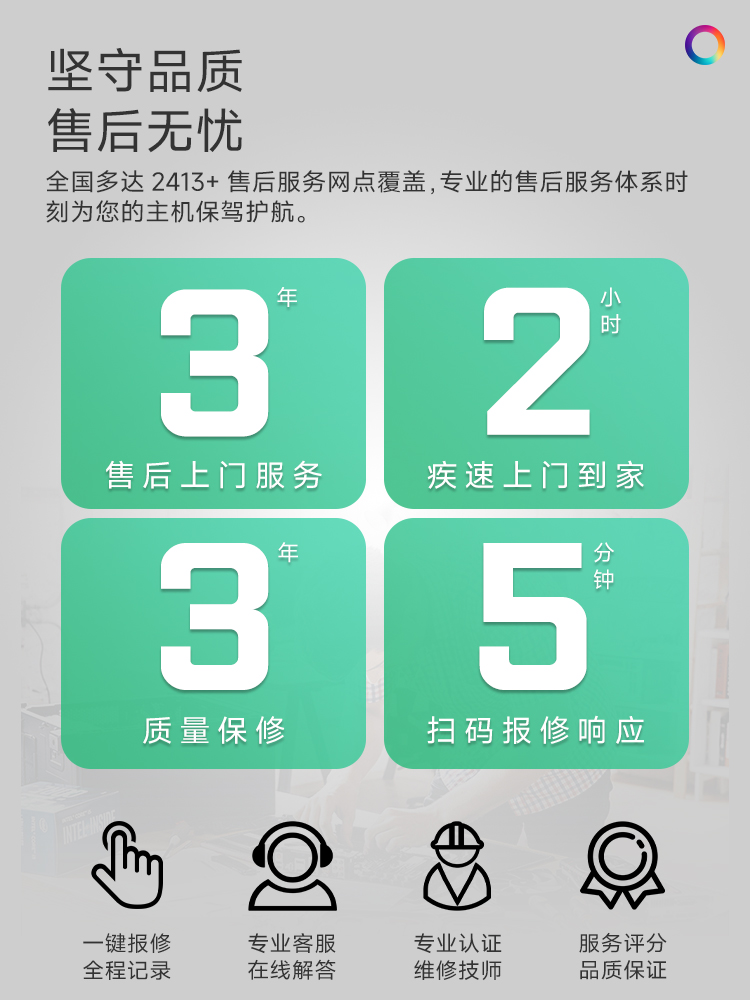 坚守品质
售后无忧
全国多达 2413+ 售后服务网点覆盖,专业的售后服务体系时
刻为您的主机保驾护航。
3年
售后上门服务
2小时
疾速上门到家
3年
质量保修
5分钟
扫码报修响应
一键报修
全程记录
专业客服
在线解答
专业认证
维修技师
服务评分
品质保证